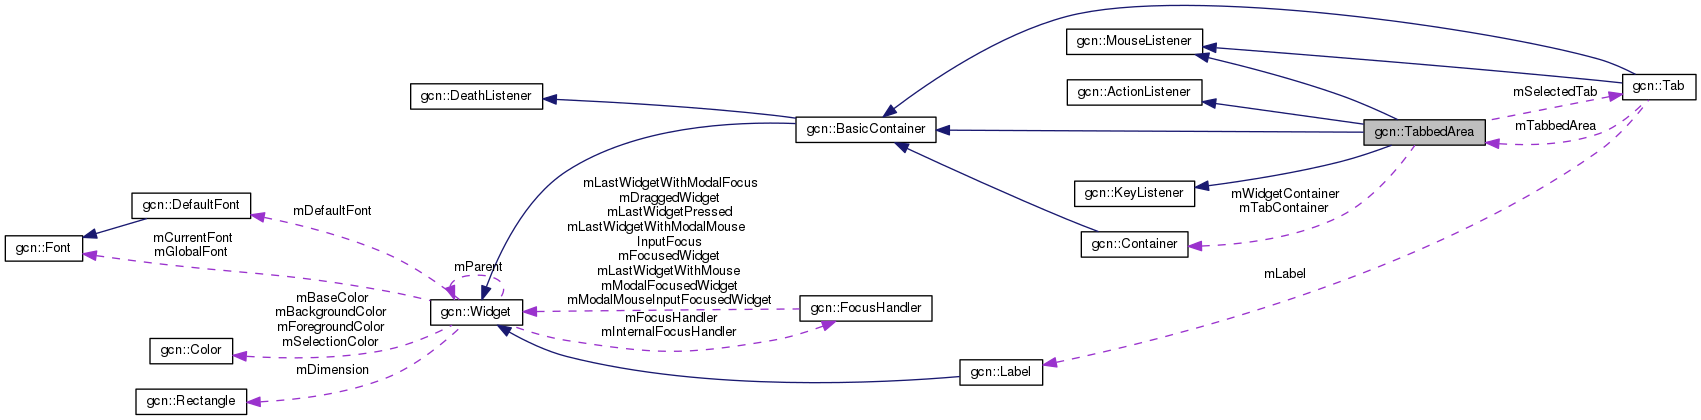 gcn::MouseListener
gcn::Tab
gcn::DeathListener
gcn::ActionListener
mSelectedTab
gcn::BasicContainer
gcn::TabbedArea
mTabbedArea
mLastWidgetWithModalFocus
mDraggedWidget
mLastWidgetPressed
mLastWidgetWithModalMouse
InputFocus
mFocusedWidget
mLastWidgetWithMouse
mModalFocusedWidget
mModalMouseInputFocusedWidget
gcn::KeyListener
mWidgetContainer
mTabContainer
gcn::DefaultFont
mDefaultFont
gcn::Font
mCurrentFont
mGlobalFont
gcn::Container
mParent
mLabel
mBaseColor
mBackgroundColor
mForegroundColor
mSelectionColor
gcn::Widget
gcn::FocusHandler
mFocusHandler
mInternalFocusHandler
gcn::Color
mDimension
gcn::Label
gcn::Rectangle